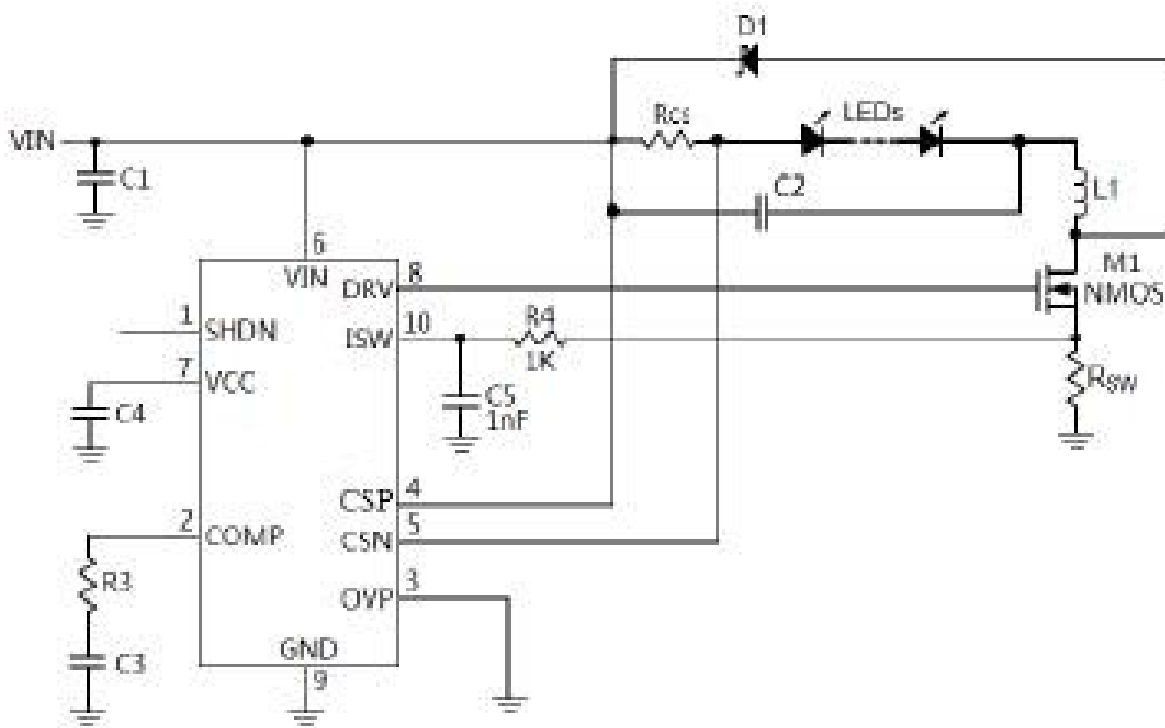 D1
VIN
Rcs
LEDs
C1
C2
L1
6
VIN
DRV
8
M1
NMOS
1
SHDN
ISW
10
R4
1K
7
VCC
C4
C5
1nF
RSW
CSP
4
2
COMP
CSN
5
R3
OVP
3
C3
GND
9